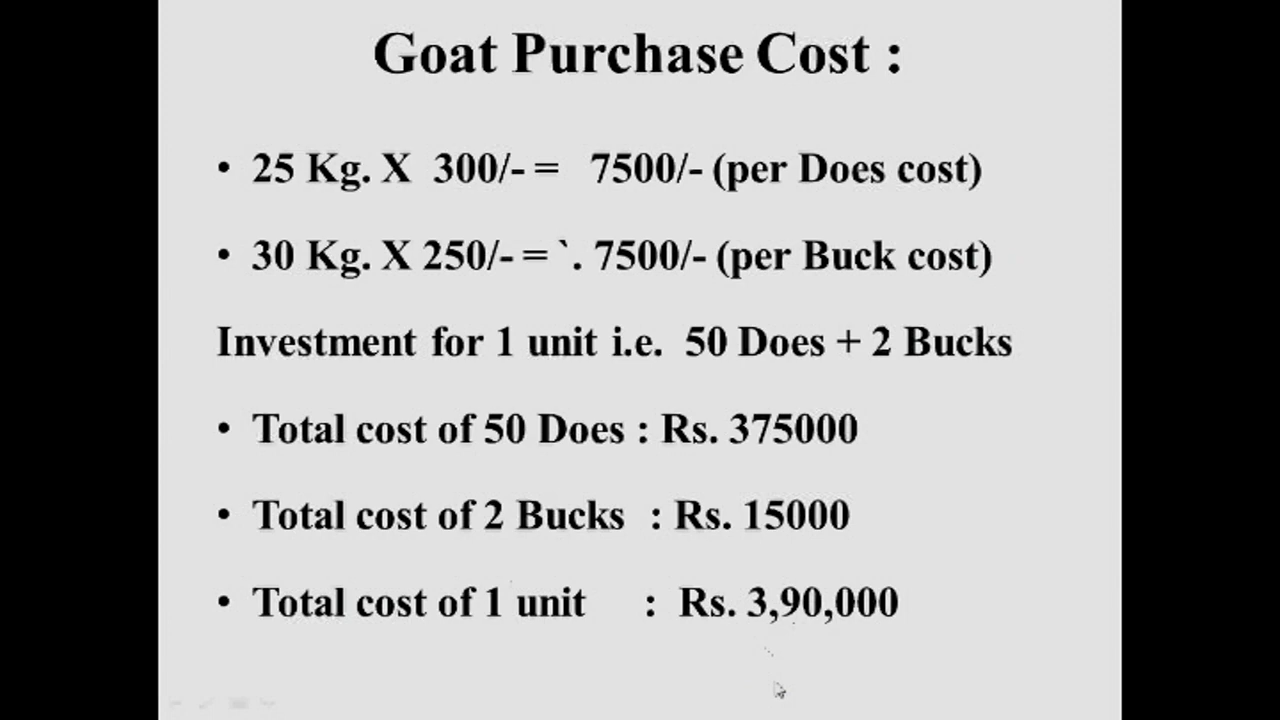 Goat Purchase Cost :
• 25 Kg. X 300/- = 7500/- (per Does cost)
• 30 Kg. X 250/- = `. 7500/- (per Buck cost)
Investment for 1 unit i.e. 50 Does + 2 Bucks
• Total cost of 50 Does : Rs. 375000
• Total cost of 2 Bucks : Rs. 15000
• Total cost of 1 unit : Rs. 3,90,000